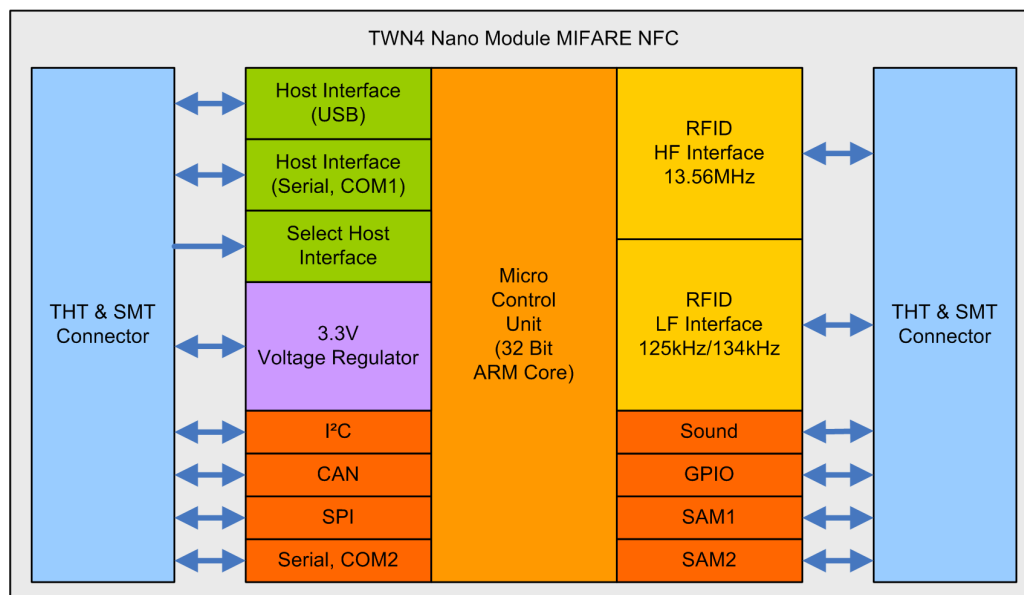 TWN4 Nano Module MIFARE NFC
THT & SMT
Connector
Host Interface
(USB)
Host Interface
(Serial, COM1)
Select Host
Interface
3.3V
Voltage Regulator
I²C
CAN
SPI
Serial, COM2
Micro
Control
Unit
(32 Bit
ARM Core)
RFID
HF Interface
13.56MHz
RFID
LF Interface
125kHz/134kHz
Sound
GPIO
SAM1
SAM2
THT & SMT
Connector